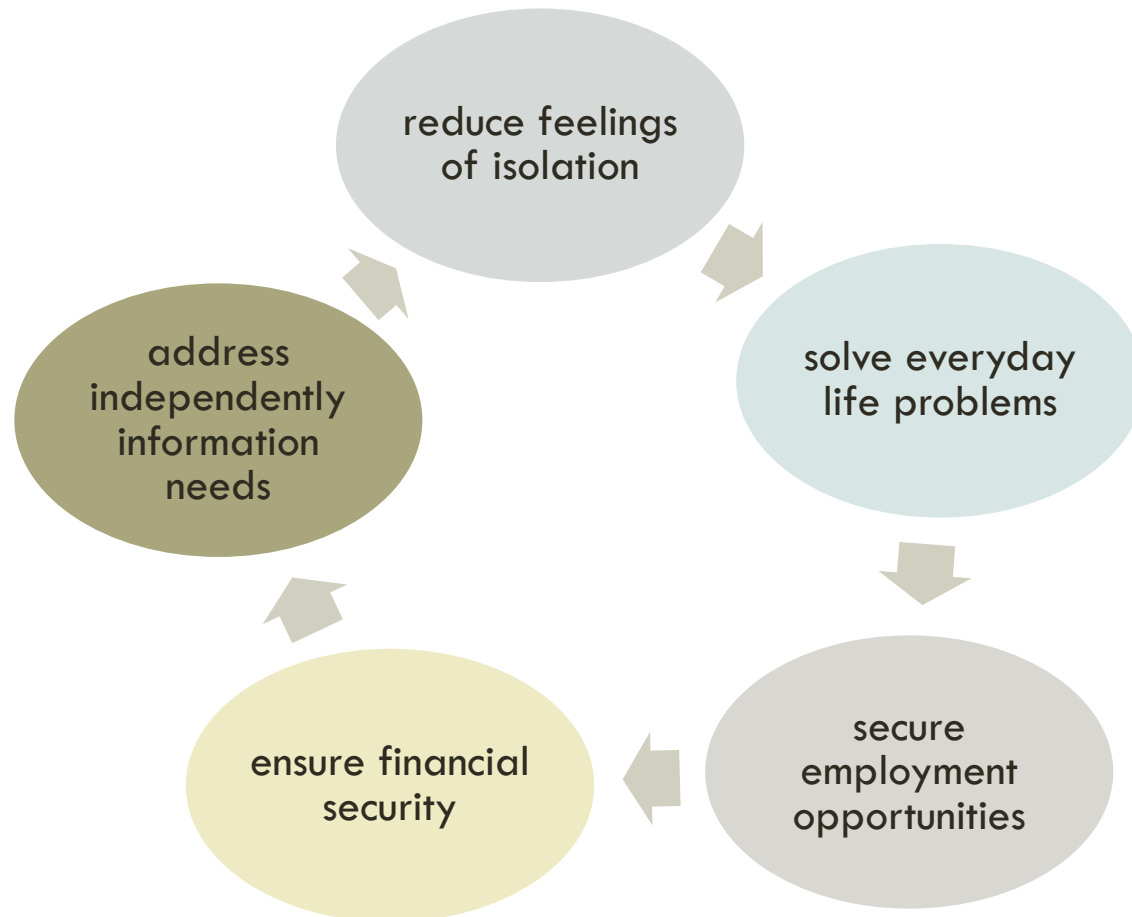 reduce feelings
of isolation
solve everyday
life problems
secure
employment
opportunities
ensure financial
security
address
independently
information
needs